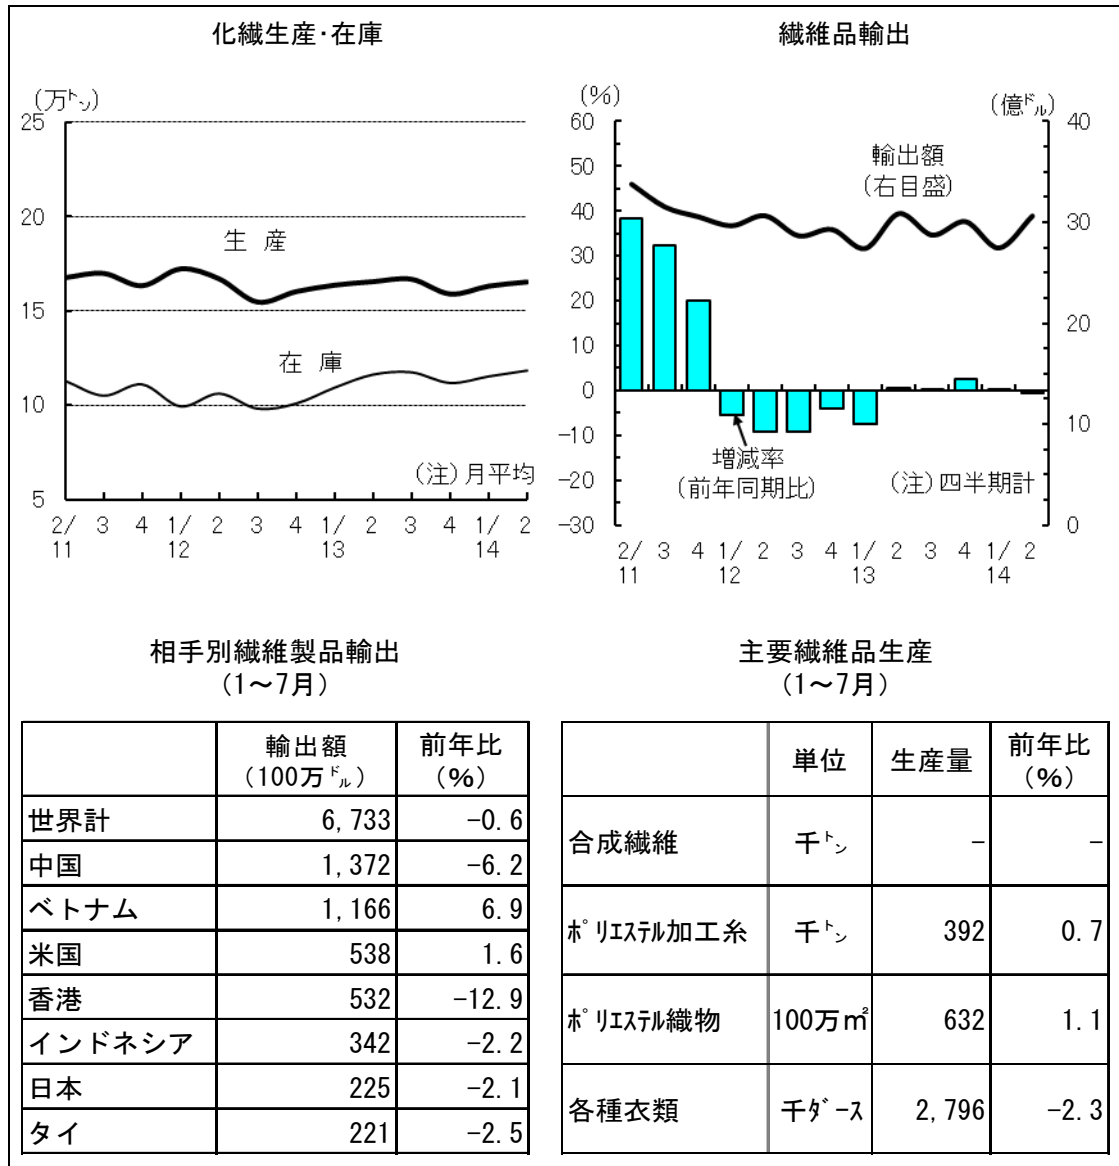 化繊生産・在庫
(万㌧)
25
20
15
10
5
生 産
在 庫
(注)月平均
2/ 3 4 1/ 2 3 4 1/ 2 3 4 1/ 2
11 12 13 14
繊維品輸出
(%)
(億㌦)
60
50
40
30
20
10
0
-10
-20
-30
40
30
20
10
0
輸出額
(右目盛)
増減率
(前年同期比)
(注)四半期計
2/ 3 4 1/ 2 3 4 1/ 2 3 4 1/ 2
11 12 13 14
相手別繊維製品輸出
(1~7月)
輸出額 前年比
(100万㌦) (%)
世界計 6,733 -0.6
中国 1,372 -6.2
ベトナム 1,166 6.9
米国 538 1.6
香港 532 -12.9
インドネシア 342 -2.2
日本 225 -2.1
タイ 221 -2.5
主要繊維品生産
(1~7月)
単位 生産量 前年比
(%)
合成繊維 千㌧ - -
ﾎﾟﾘｴｽﾃﾙ加工糸 千㌧ 392 0.7
ﾎﾟﾘｴｽﾃﾙ織物 100万㎡ 632 1.1
各種衣類 千ﾀﾞｰｽ 2,796 -2.3